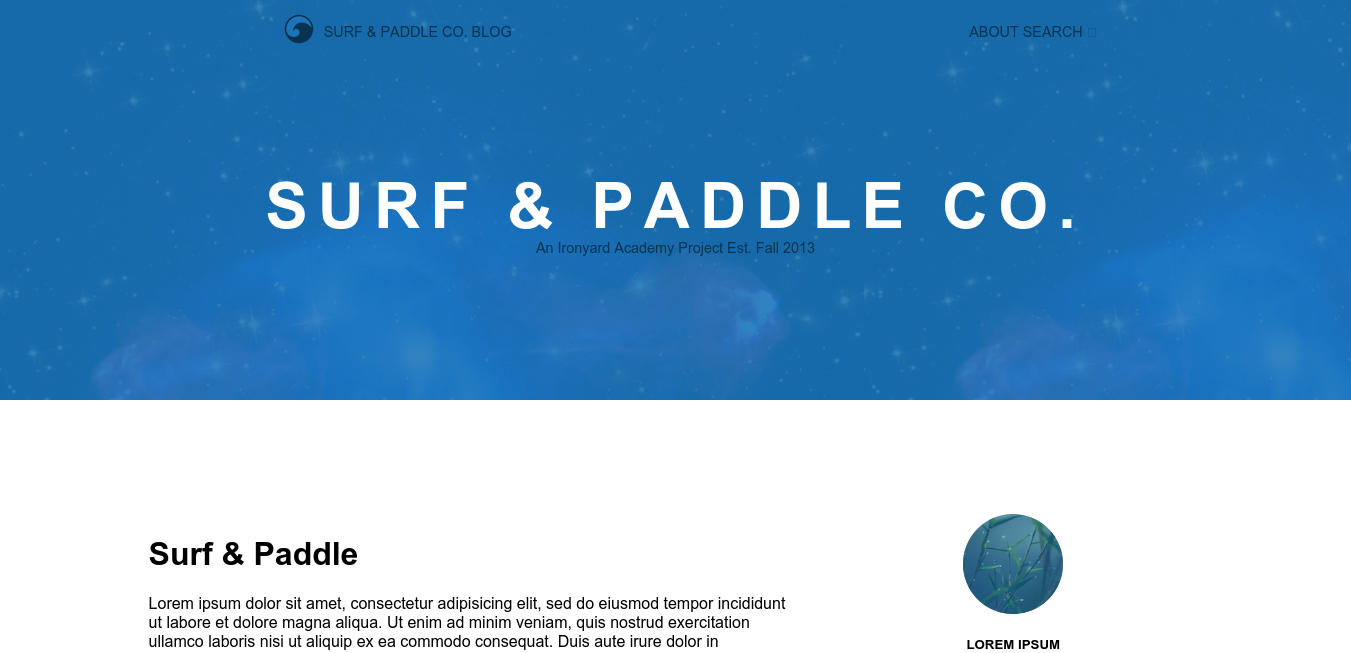 SURF & PADDLE CO. BLOG
ABOUT SEARCH
SURF & PADDLE CO.
An Ironyard Academy Project Est. Fall 2013
Surf & Paddle
Lorem ipsum dolor sit amet, consectetur adipisicing elit, sed do eiusmod tempor incididunt
ut labore et dolore magna aliqua. Ut enim ad minim veniam, quis nostrud exercitation
ullamco laboris nisi ut aliquip ex ea commodo consequat. Duis aute irure dolor in
LOREM IPSUM